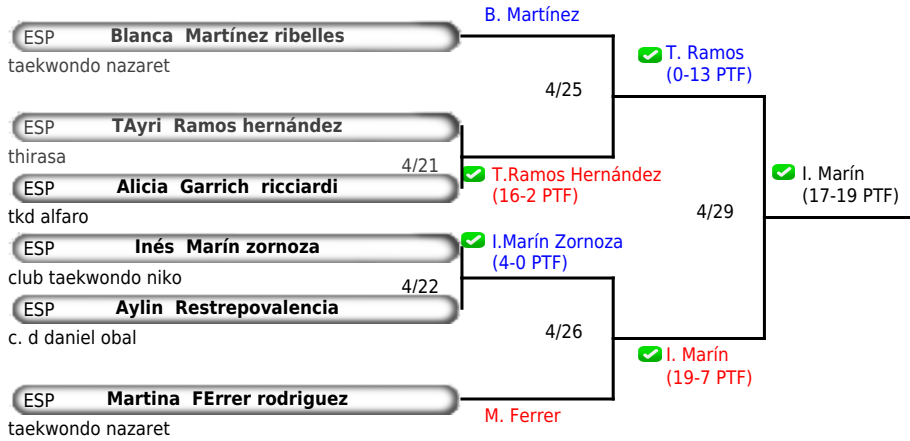 B. Martínez
ESP Blanca Martínez ribelles
taekwondo nazaret
T. Ramos
(0-13 PTF)
4/25
ESP TAyri Ramos hernández
thirasa
4/21
T.Ramos Hernández
(16-2 PTF)
ESP Alicia Garrich ricciardi
tkd alfaro
I. Marín
(17-19 PTF)
4/29
ESP Inés Marín zornoza
club taekwondo niko
I.Marín Zornoza
(4-0 PTF)
4/22
ESP Aylin Restrepovalencia
c. d daniel obal
4/26
I. Marín
(19-7 PTF)
ESP Martina FErrer rodriguez
taekwondo nazaret
M. Ferrer